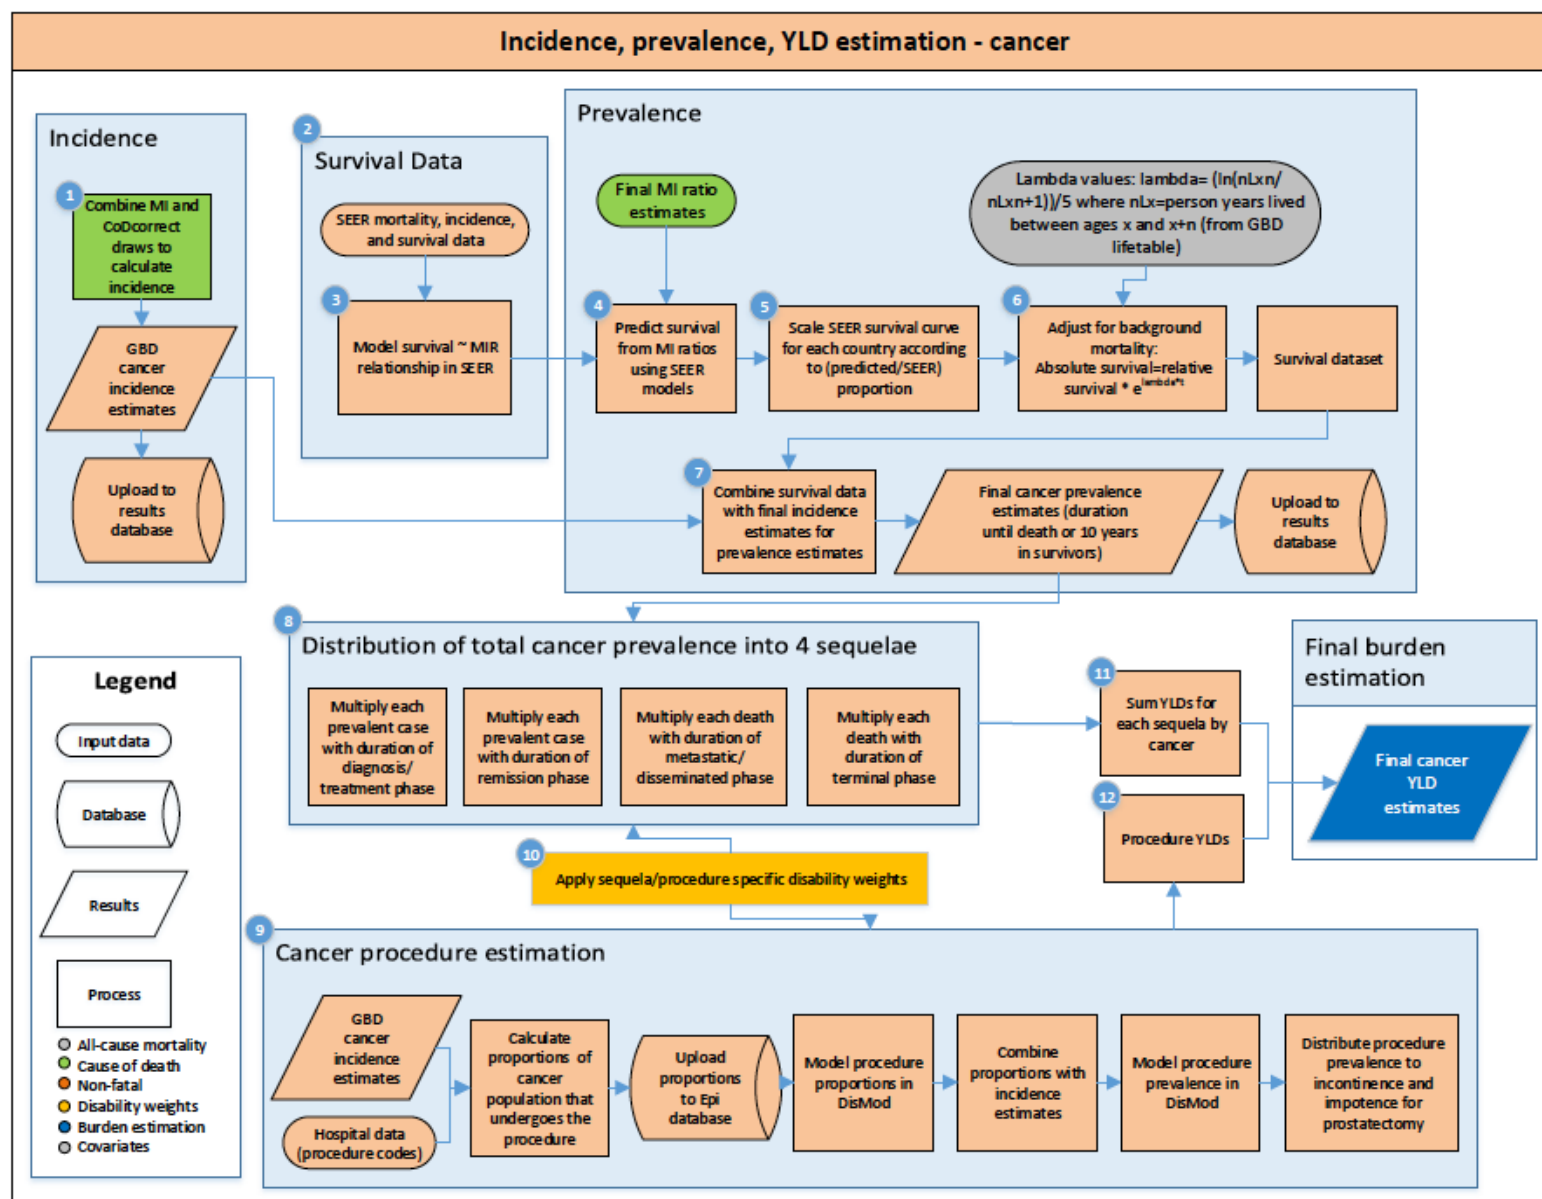 Incidence, prevalence, YLD estimation - cancer
Incidence
1
Combine MI and
CoDcorrect
draws to
calculate
incidence
GBD
cancer
incidence
estimates
Upload to
results
database
2
Survival Data
SEER mortality, incidence,
and survival data
3
Model survival ~ MIR
relationship in SEER
Prevalence
Final MI ratio
estimates
Lambda values: lambda= (ln(nLxn/
nLxn+1))/5 where nLx=person years lived
between ages x and x+n (from GBD
lifetable)
4
Predict survival
from MI ratios
using SEER
models
5
Scale SEER survival curve
for each country according
to (predicted/SEER)
proportion
6
Adjust for background
mortality:
Absolute survival=relative
survival * e^lambda*t
Survival dataset
7
Combine survival data
with final incidence
estimates for
prevalence estimates
Final cancer prevalence
estimates (duration
until death or 10 years
in survivors)
Upload to
results
database
8
Distribution of total cancer prevalence into 4 sequelae
Multiply each
prevalent case
with duration of
diagnosis/
treatment phase
Multiply each
prevalent case
with duration of
remission phase
Multiply each death
with duration of
metastatic/
disseminated phase
Multiply each
death with
duration of
terminal phase
11
Sum YLDs for
each sequela by
cancer
12
Procedure YLDs
Final burden
estimation
Final cancer
YLD
estimates
10
Apply sequela/procedure specific disability weights
9
Cancer procedure estimation
GBD
cancer
incidence
estimates
Hospital data
(procedure codes)
Calculate
proportions of
cancer
population that
undergoes the
procedure
Upload
proportions
to Epi
database
Model procedure
proportions in
DisMod
Combine
proportions with
incidence
estimates
Model procedure
prevalence in
DisMod
Distribute procedure
prevalence to
incontinence and
impotence for
prostatectomy
Legend
Input data
Database
Results
Process
All-cause mortality
Cause of death
Non-fatal
Disability weights
Burden estimation
Covariates